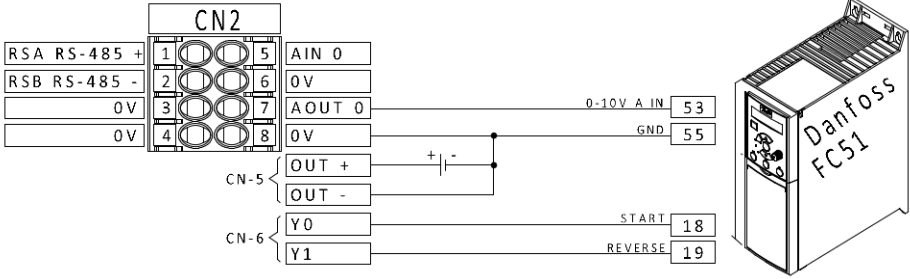 CN2
RSA RS-485 + 1 5 AIN 0
RSB RS-485 - 2 6 0V
0V 3 7 AOUT 0 0-10V A IN 53
0V 4 8 0V GND 55
OUT + + -
CN-5
OUT -
Y0 START 18
CN-6
Y1 REVERSE 19
Danfoss
FC51